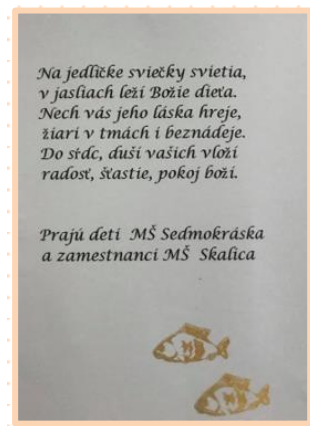 Na jedličke sviečky svietia,
v jasliach leží Božie dieťa.
Nech vás jeho láska hreje,
žiari v tmách i beznádeje.
Do sŕdc, duší vašich vloží
radosť, šťastie, pokoj boží.
Prajú deti MŠ Sedmokráska
a zamestnanci MŠ Skalica